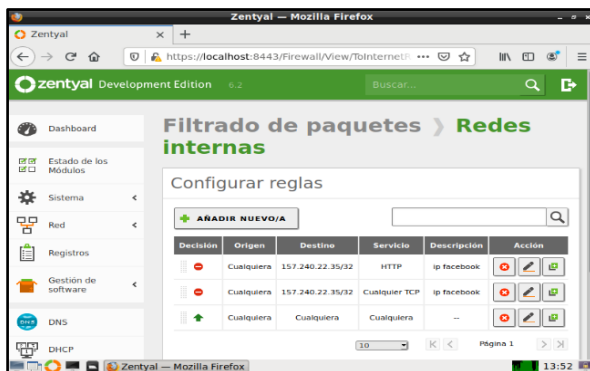 Zentyal — Mozilla Firefox
Zentyal
https://localhost:8443/Firewall/View/ToInternetR
zentyal Development Edition 6.2
Buscar...
Dashboard
Estado de los Módulos
Sistema
Red
Registros
Gestión de software
DNS
DHCP
Filtrado de paquetes
Redes internas
Configurar reglas
AÑADIR NUEVO/A
Decisión Origen Destino Servicio Descripción Acción
Cualquiera 157.240.22.35/32 HTTP ip facebook
Cualquiera 157.240.22.35/32 Cualquier TCP ip facebook
Cualquiera Cualquiera Cualquiera --
10 Página 1
Zentyal — Mozilla Firefox
13:52